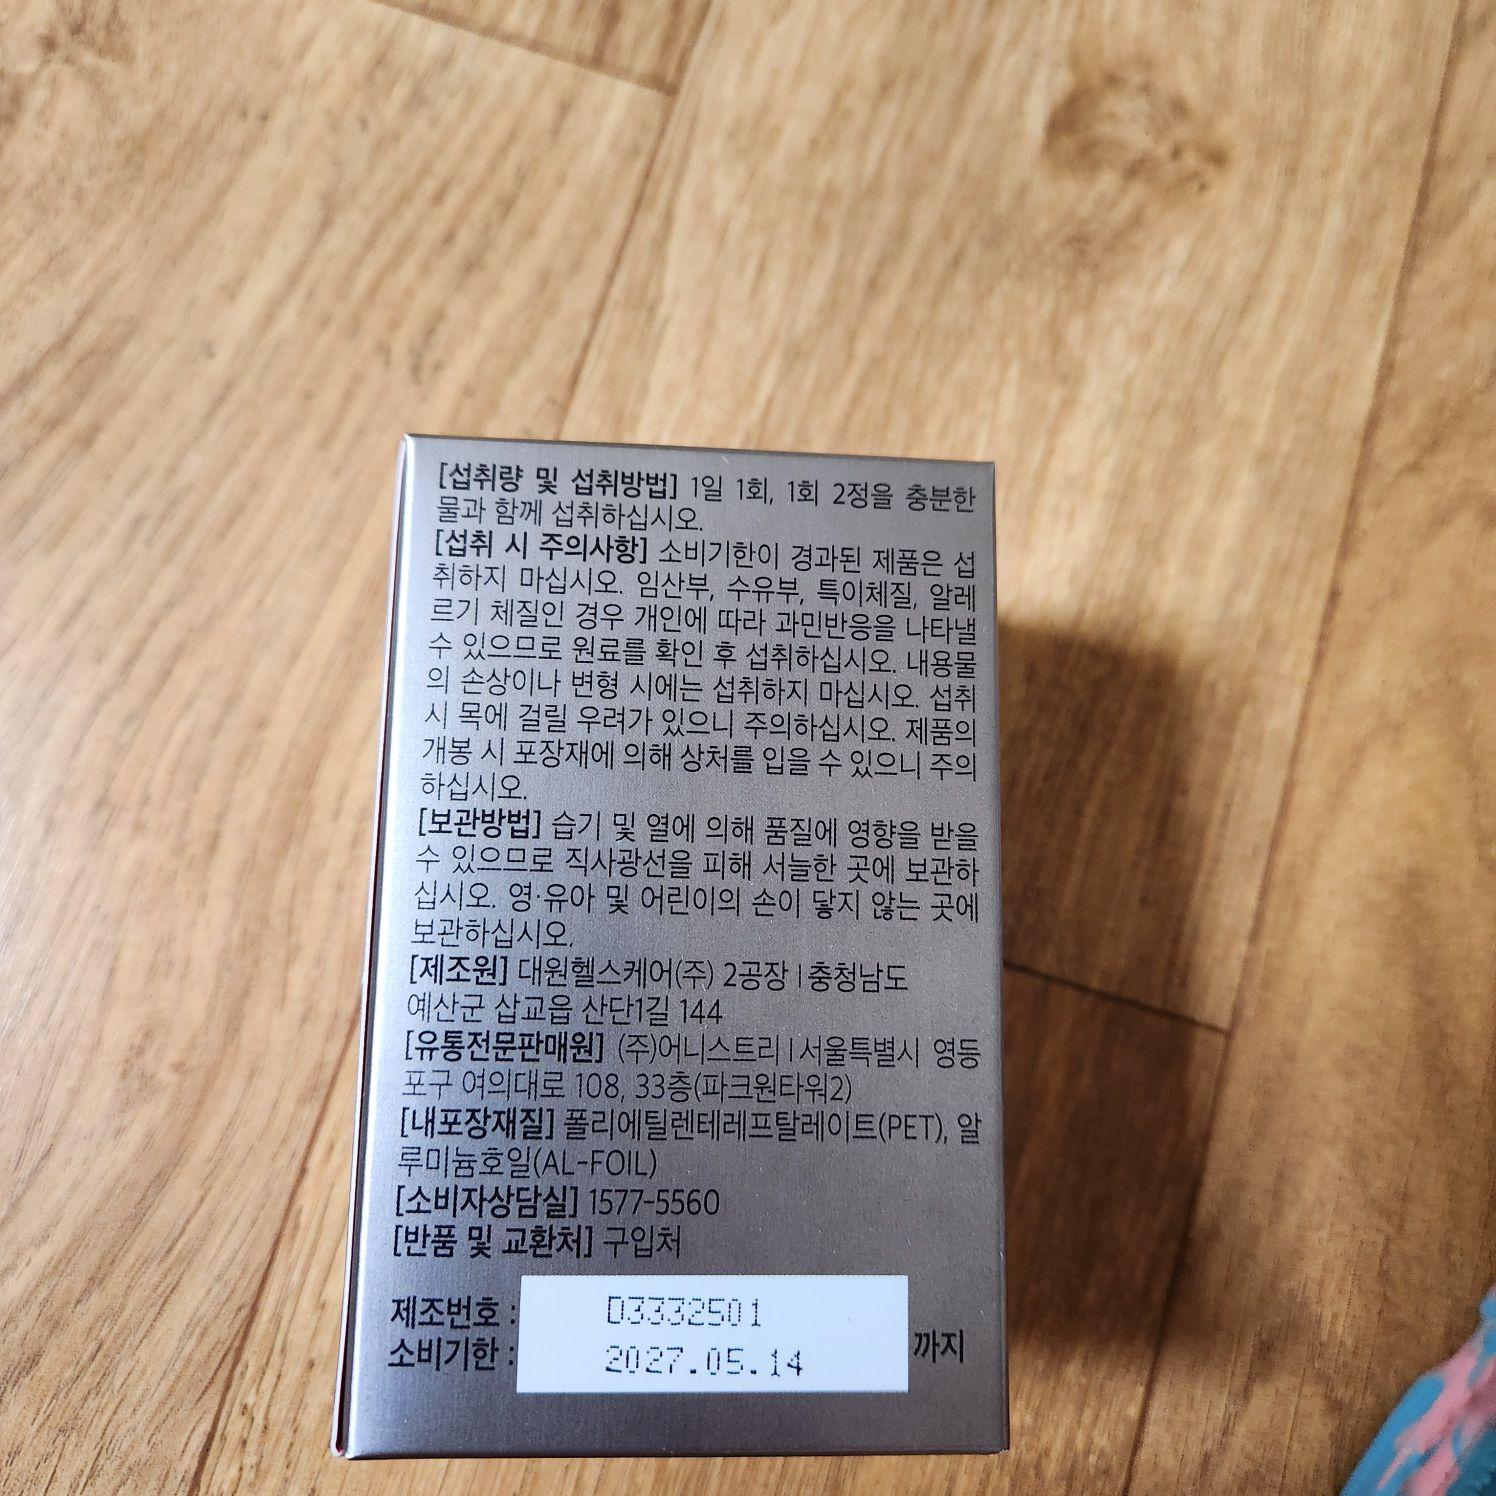 [섭취량 및 섭취방법] 1일 1회, 1회 2정을 충분한
물과 함께 섭취하십시오.
[섭취 시 주의사항] 소비기한이 경과된 제품은 섭
취하지 마십시오. 임산부, 수유부, 특이체질, 알레
르기 체질인 경우 개인에 따라 과민반응을 나타낼
수 있으므로 원료를 확인 후 섭취하십시오. 내용물
의 손상이나 변형 시에는 섭취하지 마십시오. 섭취
시 목에 걸릴 우려가 있으니 주의하십시오. 제품의
개봉 시 포장재에 의해 상처를 입을 수 있으니 주의
하십시오.
[보관방법] 습기 및 열에 의해 품질에 영향을 받을
수 있으므로 직사광선을 피해 서늘한 곳에 보관하
십시오. 영·유아 및 어린이의 손이 닿지 않는 곳에
보관하십시오.
[제조원] 대원헬스케어(주) 2공장 | 충청남도
예산군 삽교읍 산단1길 144
[유통전문판매원] (주)어니스트리 | 서울특별시 영등
포구 여의대로 108, 33층(파크원타워2)
[내포장재질] 폴리에틸렌테레프탈레이트(PET), 알
루미늄호일(AL-FOIL)
[소비자상담실] 1577-5560
[반품 및 교환처] 구입처
제조번호 : D3332501
소비기한 : 2027.05.14 까지